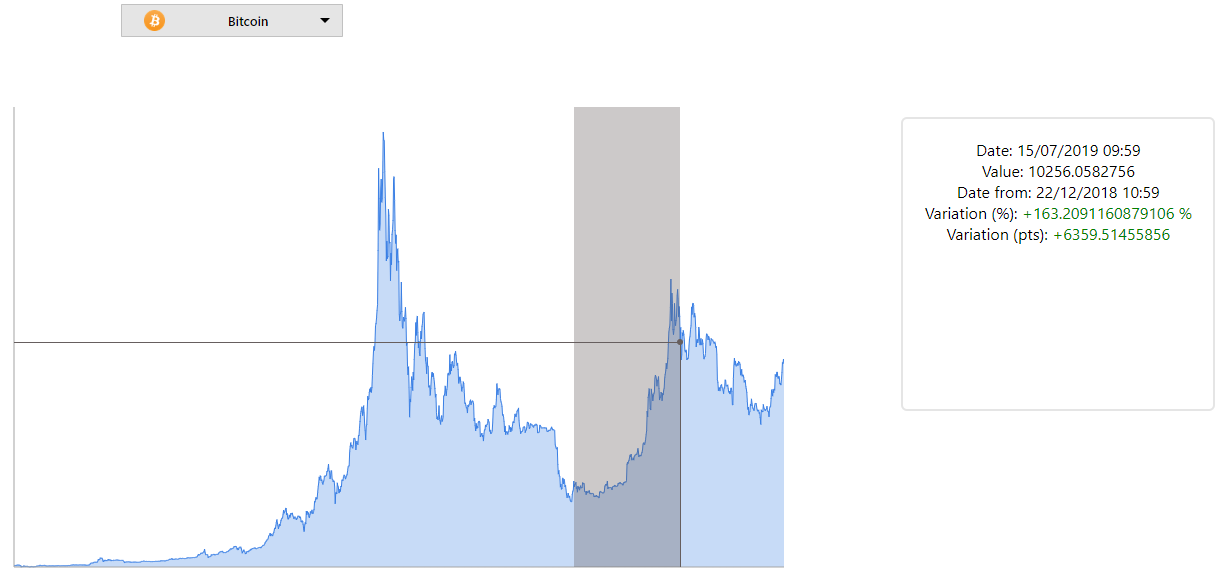 Bitcoin
Date: 15/07/2019 09:59
Value: 10256.0582756
Date from: 22/12/2018 10:59
Variation (%): +163.2091160879106 %
Variation (pts): +6359.51455856